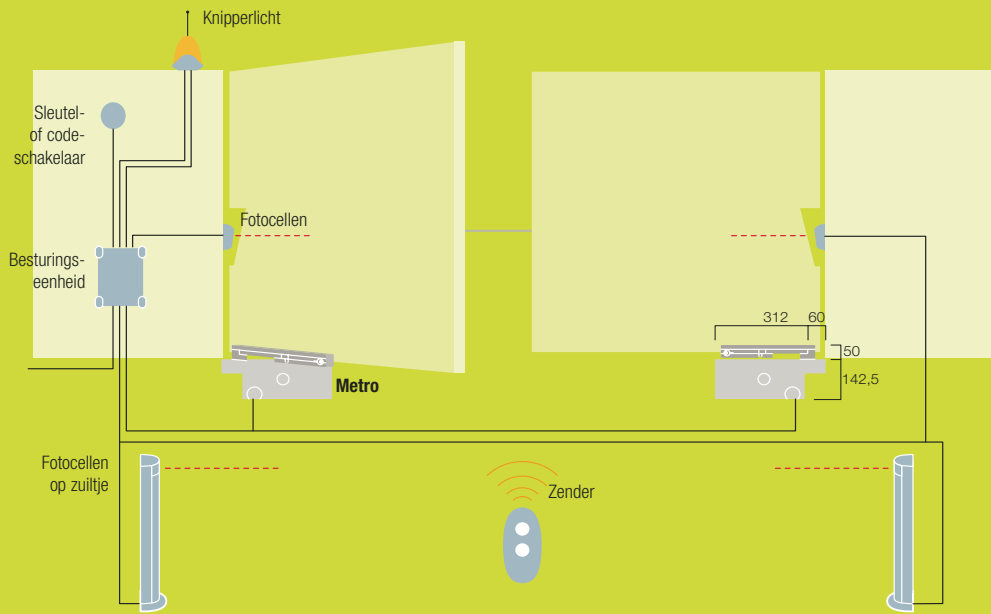 Knipperlicht
Sleutel-
of code-
schakelaar
Fotocellen
Besturings-
eenheid
312
60
50
142,5
Metro
Fotocellen
op zuiltje
Zender